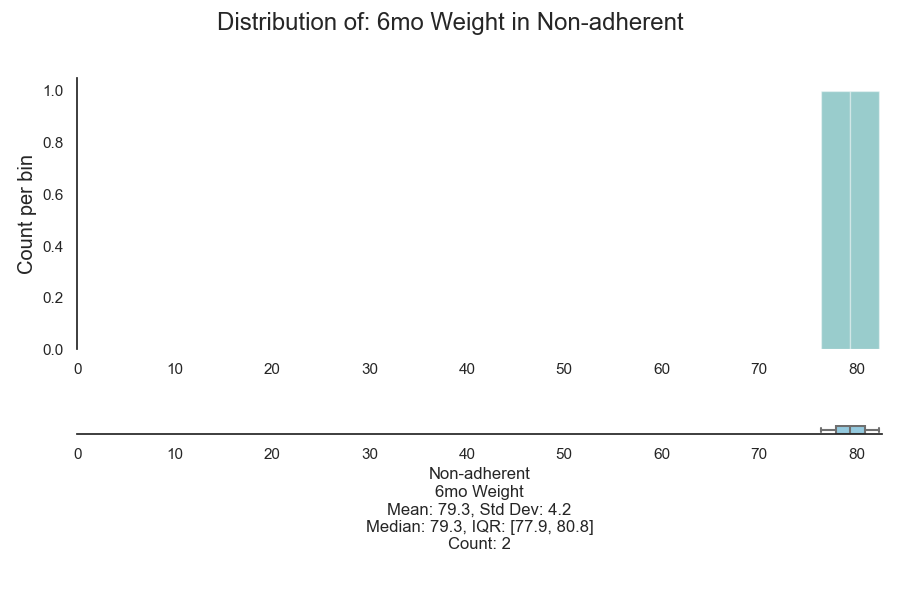 Distribution of: 6mo Weight in Non-adherent
Count per bin
1.0
0.8
0.6
0.4
0.2
0.0
0 10 20 30 40 50 60 70 80
0 10 20 30 40 50 60 70 80
Non-adherent
6mo Weight
Mean: 79.3, Std Dev: 4.2
Median: 79.3, IQR: [77.9, 80.8]
Count: 2